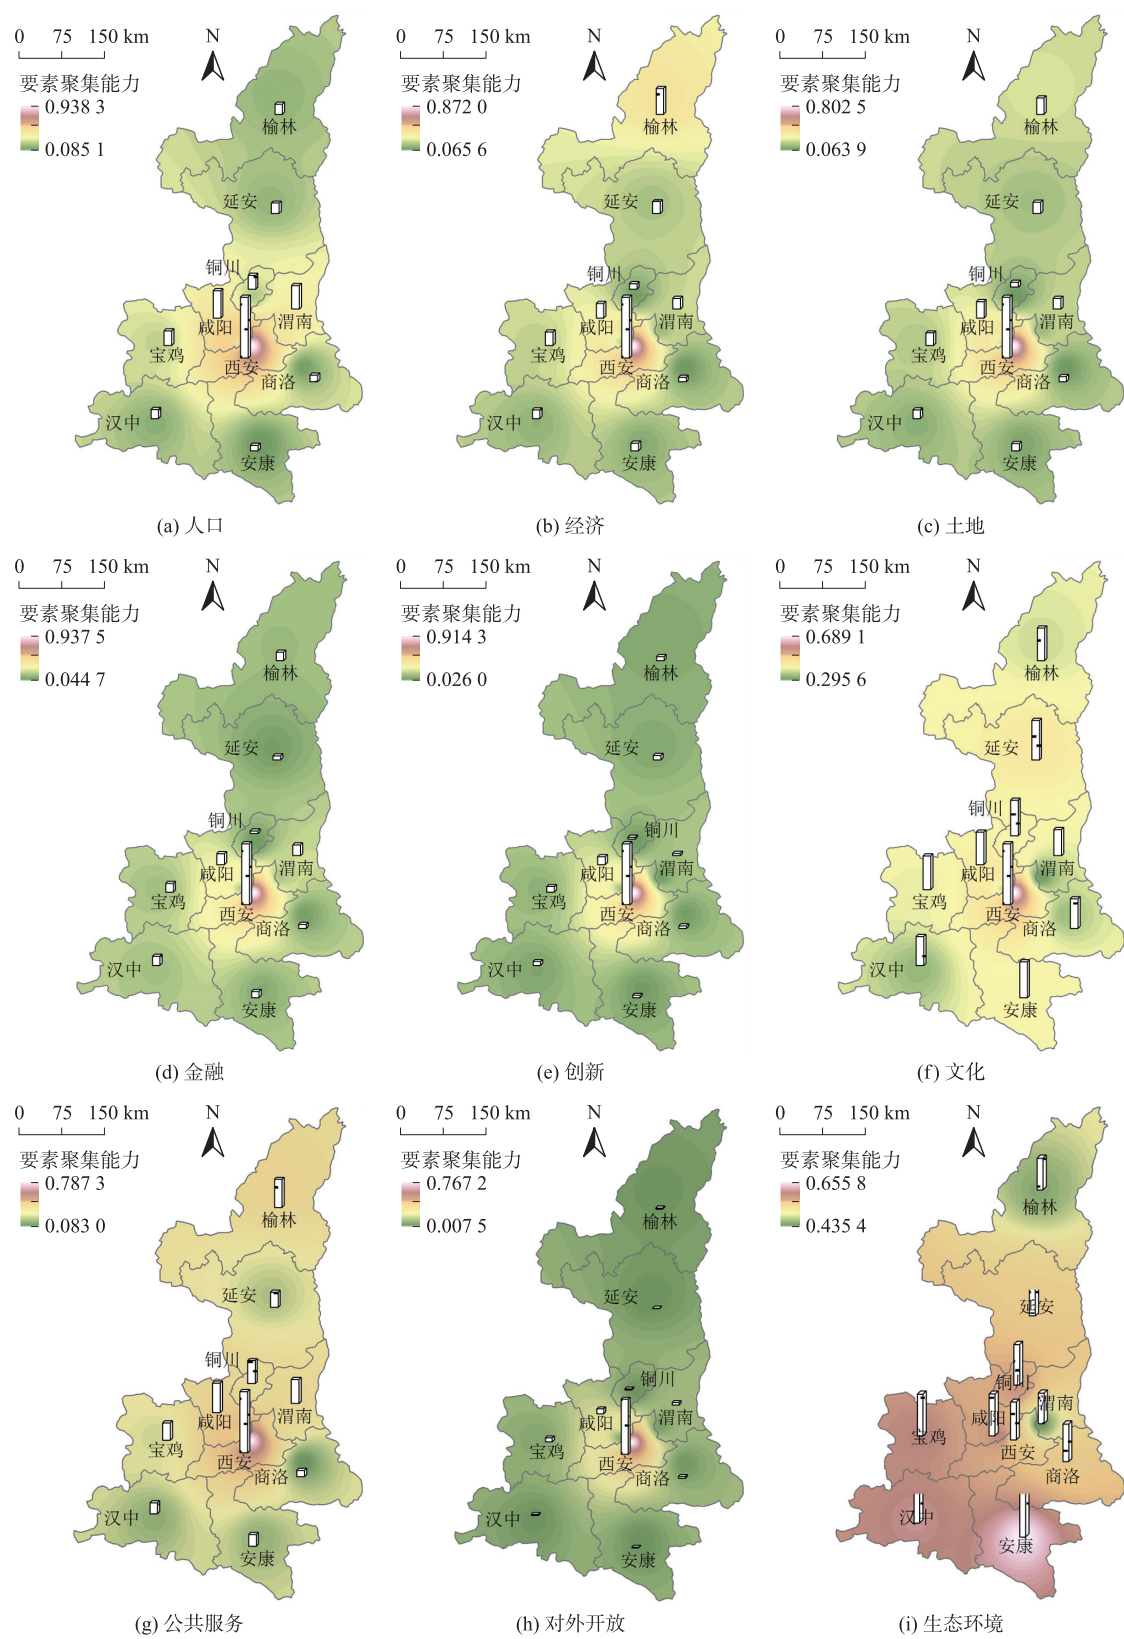 0 75 150 km
N
要素聚集能力
0.938 3
0.085 1
榆林
延安
铜川
咸阳
渭南
宝鸡
西安
商洛
汉中
安康
(a) 人口
0 75 150 km
N
要素聚集能力
0.872 0
0.065 6
榆林
延安
铜川
咸阳
渭南
宝鸡
西安
商洛
汉中
安康
(b) 经济
0 75 150 km
N
要素聚集能力
0.802 5
0.063 9
榆林
延安
铜川
咸阳
渭南
宝鸡
西安
商洛
汉中
安康
(c) 土地
0 75 150 km
N
要素聚集能力
0.937 5
0.044 7
榆林
延安
铜川
咸阳
渭南
宝鸡
西安
商洛
汉中
安康
(d) 金融
0 75 150 km
N
要素聚集能力
0.914 3
0.026 0
榆林
延安
铜川
咸阳
渭南
宝鸡
西安
商洛
汉中
安康
(e) 创新
0 75 150 km
N
要素聚集能力
0.689 1
0.295 6
榆林
延安
铜川
咸阳
渭南
宝鸡
西安
商洛
汉中
安康
(f) 文化
0 75 150 km
N
要素聚集能力
0.787 3
0.083 0
榆林
延安
铜川
咸阳
渭南
宝鸡
西安
商洛
汉中
安康
(g) 公共服务
0 75 150 km
N
要素聚集能力
0.767 2
0.007 5
榆林
延安
铜川
咸阳
渭南
宝鸡
西安
商洛
汉中
安康
(h) 对外开放
0 75 150 km
N
要素聚集能力
0.655 8
0.435 4
榆林
延安
铜川
咸阳
渭南
宝鸡
西安
商洛
汉中
安康
(i) 生态环境